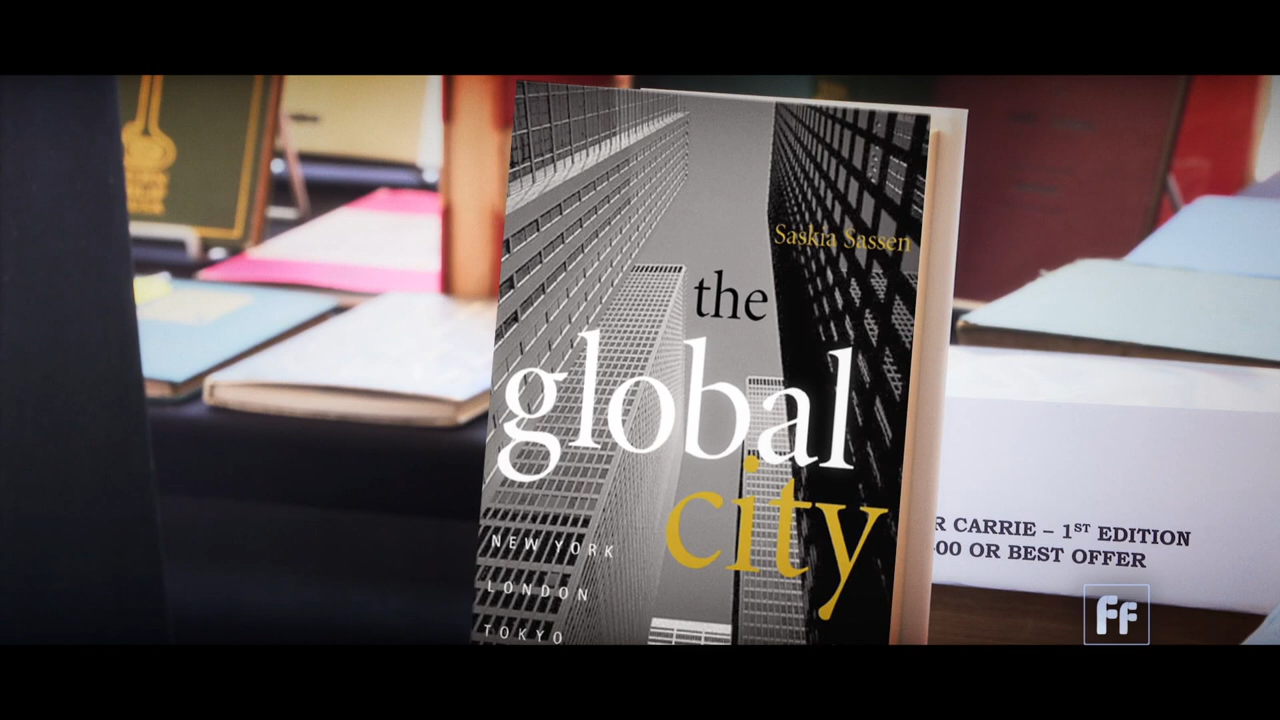 Saskia Sassen
the
global
city
NEW YORK
LONDON
TOKYO
R CARRIE – 1ST EDITION
00 OR BEST OFFER
Ff